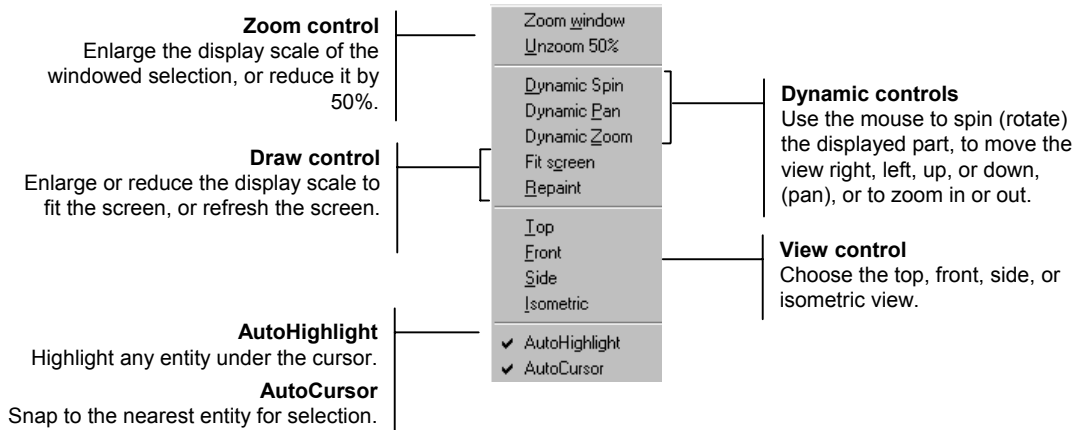 Zoom control
Enlarge the display scale of the
windowed selection, or reduce it by
50%.
Draw control
Enlarge or reduce the display scale to
fit the screen, or refresh the screen.
AutoHighlight
Highlight any entity under the cursor.
AutoCursor
Snap to the nearest entity for selection.
Zoom window
Unzoom 50%
Dynamic Spin
Dynamic Pan
Dynamic Zoom
Fit screen
Repaint
Top
Front
Side
Isometric
✔ AutoHighlight
✔ AutoCursor
Dynamic controls
Use the mouse to spin (rotate)
the displayed part, to move the
view right, left, up, or down,
(pan), or to zoom in or out.
View control
Choose the top, front, side, or
isometric view.